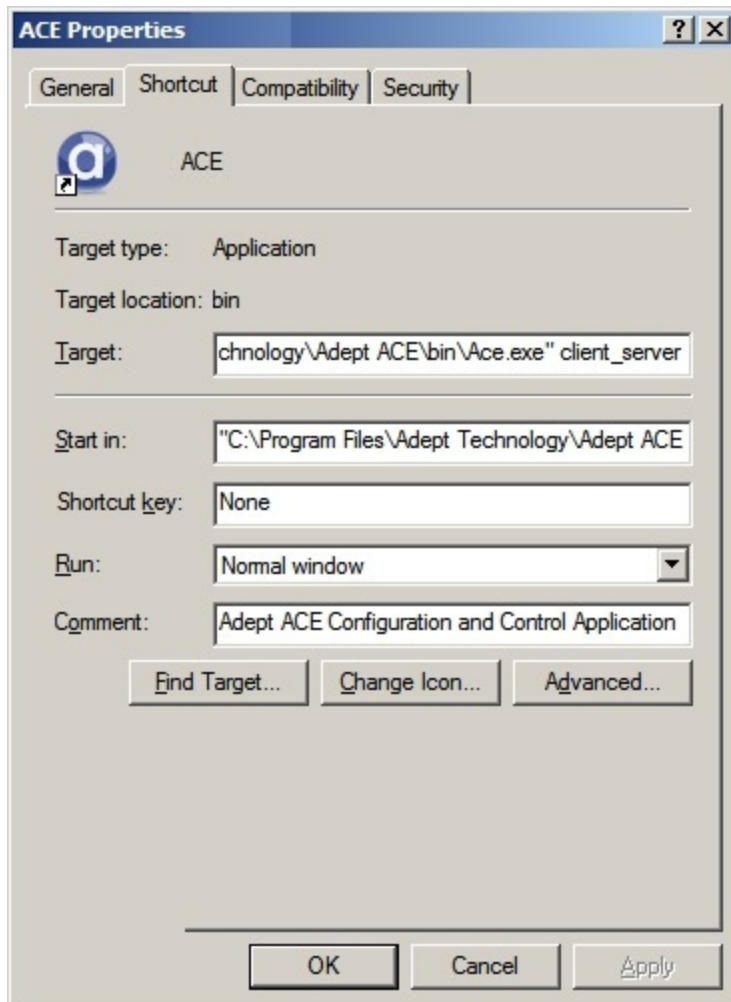 ACE Properties
General Shortcut Compatibility Security
a ACE
Target type: Application
Target location: bin
Target: chnology\Adept ACE\bin\Ace.exe" client_server
Start in: "C:\Program Files\Adept Technology\Adept ACE
Shortcut key: None
Run: Normal window
Comment: Adept ACE Configuration and Control Application
Find Target... Change Icon... Advanced...
OK Cancel Apply